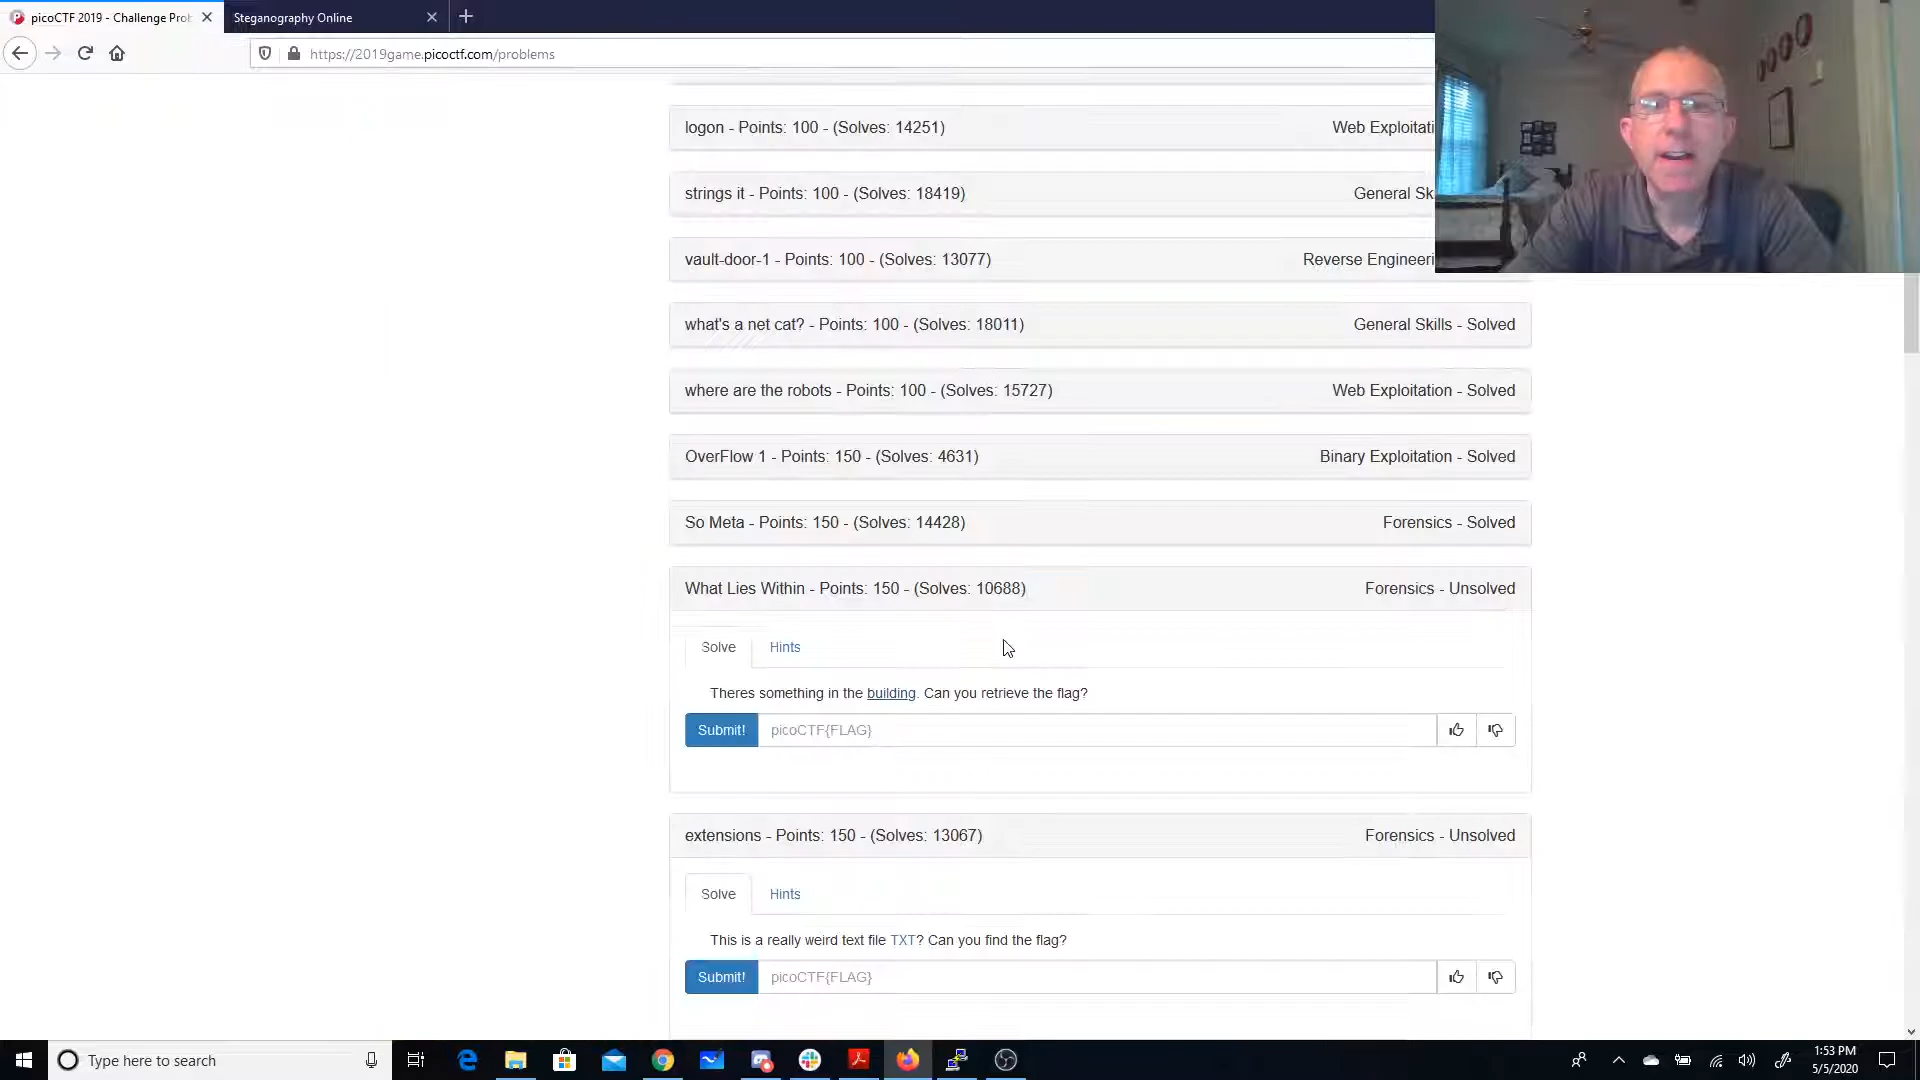 picoCTF 2019 - Challenge Prob
Steganography Online
https://2019game.picoctf.com/problems
logon - Points: 100 - (Solves: 14251)
Web Exploitati
strings it - Points: 100 - (Solves: 18419)
General Sk
vault-door-1 - Points: 100 - (Solves: 13077)
Reverse Engineeri
what's a net cat? - Points: 100 - (Solves: 18011)
General Skills - Solved
where are the robots - Points: 100 - (Solves: 15727)
Web Exploitation - Solved
OverFlow 1 - Points: 150 - (Solves: 4631)
Binary Exploitation - Solved
So Meta - Points: 150 - (Solves: 14428)
Forensics - Solved
What Lies Within - Points: 150 - (Solves: 10688)
Forensics - Unsolved
Solve
Hints
Theres something in the building. Can you retrieve the flag?
Submit!
picoCTF{FLAG}
extensions - Points: 150 - (Solves: 13067)
Forensics - Unsolved
Solve
Hints
This is a really weird text file TXT? Can you find the flag?
Submit!
picoCTF{FLAG}
Type here to search
1:53 PM
5/5/2020